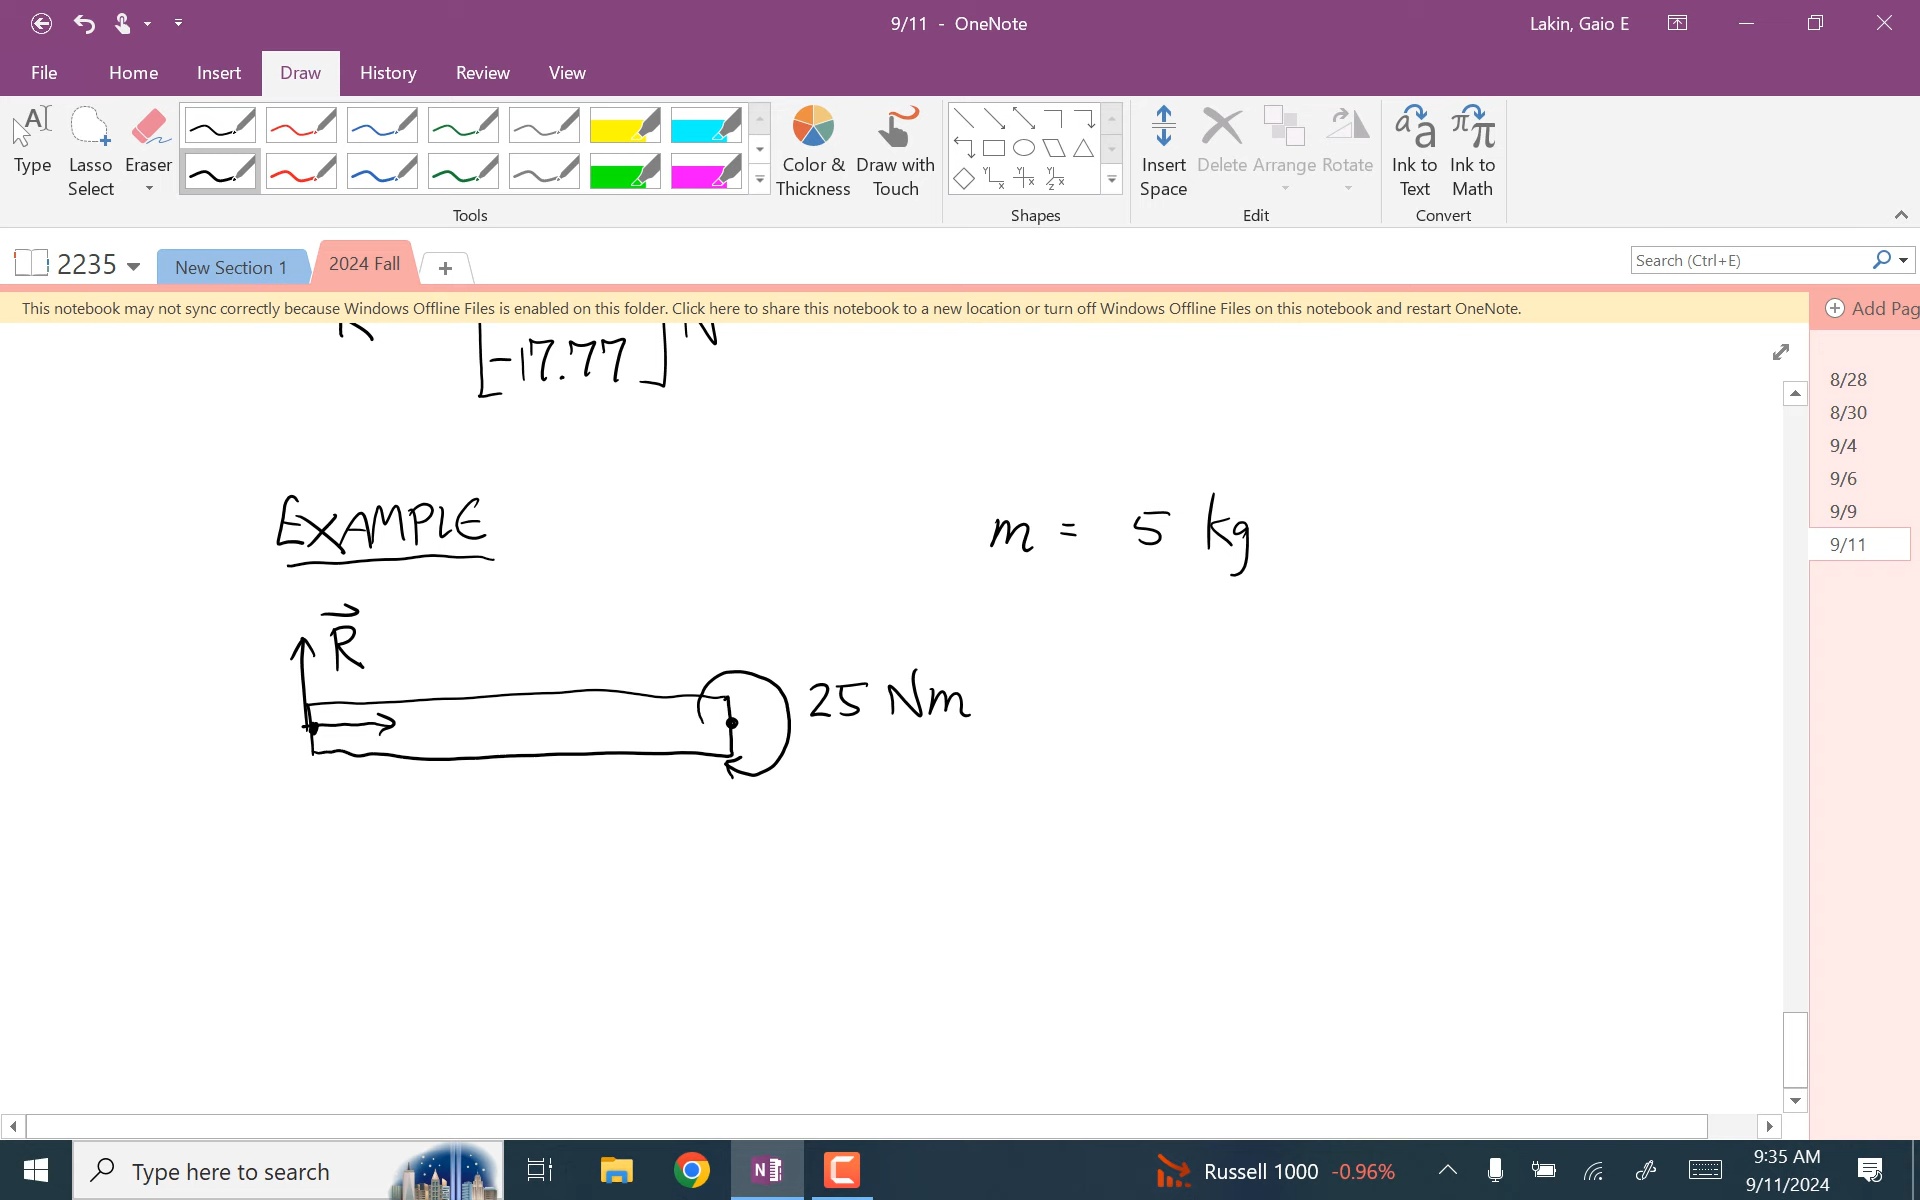 9/11 - OneNote
Lakin, Gaio E
File Home Insert Draw History Review View
Type
Lasso Select
Eraser
Color & Thickness
Draw with Touch
Insert Space
Delete
Arrange
Rotate
Ink to Text
Ink to Math
Tools
Shapes
Edit
Convert
2235
New Section 1
2024 Fall
Search (Ctrl+E)
This notebook may not sync correctly because Windows Offline Files is enabled on this folder. Click here to share this notebook to a new location or turn off Windows Offline Files on this notebook and restart OneNote.
Add Pag
8/28
8/30
9/4
9/6
9/9
9/11
[-17.77] N
EXAMPLE
m = 5 kg
R
25 Nm
Type here to search
Russell 1000 -0.96%
9:35 AM
9/11/2024